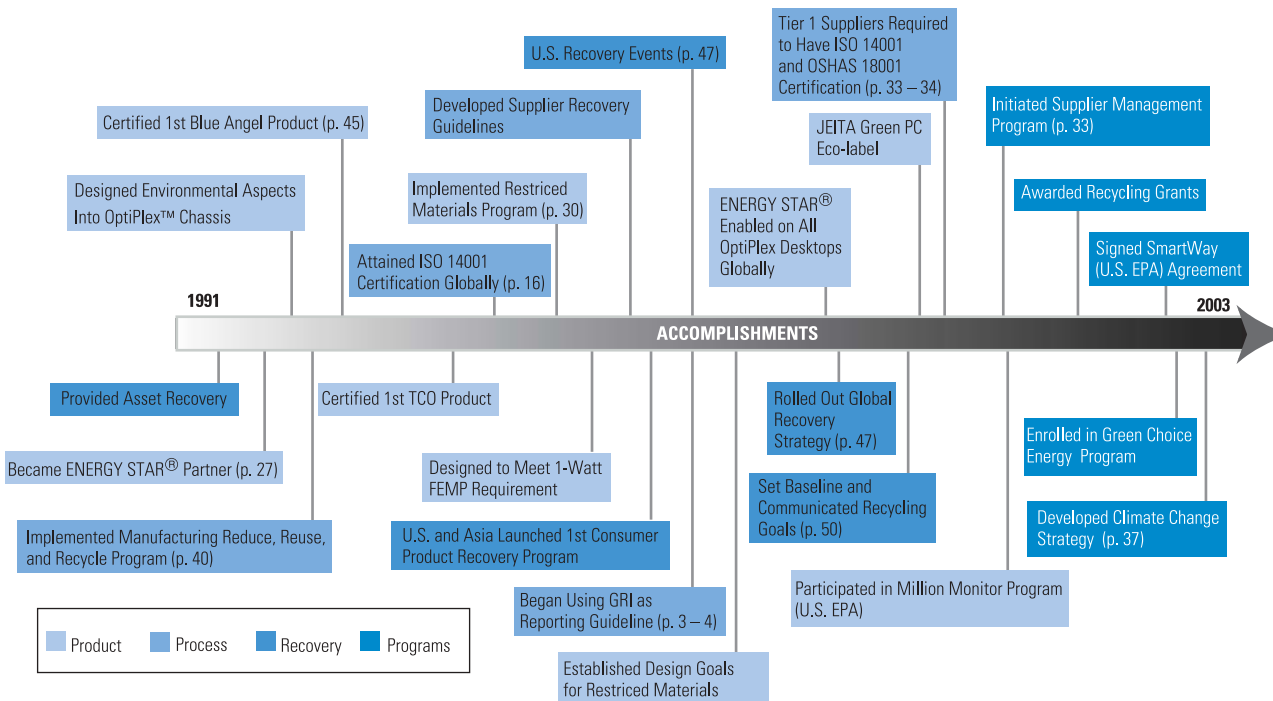 U.S. Recovery Events (p. 47)
Tier 1 Suppliers Required
to Have ISO 14001
and OSHAS 18001
Certification (p. 33 – 34)
Certified 1st Blue Angel Product (p. 45)
Developed Supplier Recovery
Guidelines
JEITA Green PC
Eco-label
Initiated Supplier Management
Program (p. 33)
Designed Environmental Aspects
Into OptiPlex™ Chassis
Implemented Restriced
Materials Program (p. 30)
ENERGY STAR®
Enabled on All
OptiPlex Desktops
Globally
Awarded Recycling Grants
Attained ISO 14001
Certification Globally (p. 16)
Signed SmartWay
(U.S. EPA) Agreement
1991
2003
ACCOMPLISHMENTS
Provided Asset Recovery
Certified 1st TCO Product
Rolled Out Global
Recovery
Strategy (p. 47)
Became ENERGY STAR® Partner (p. 27)
Designed to Meet 1-Watt
FEMP Requirement
Enrolled in Green Choice
Energy Program
Implemented Manufacturing Reduce, Reuse,
and Recycle Program (p. 40)
U.S. and Asia Launched 1st Consumer
Product Recovery Program
Set Baseline and
Communicated Recycling
Goals (p. 50)
Developed Climate Change
Strategy (p. 37)
Began Using GRI as
Reporting Guideline (p. 3 – 4)
Participated in Million Monitor Program
(U.S. EPA)
Established Design Goals
for Restriced Materials
Product
Process
Recovery
Programs